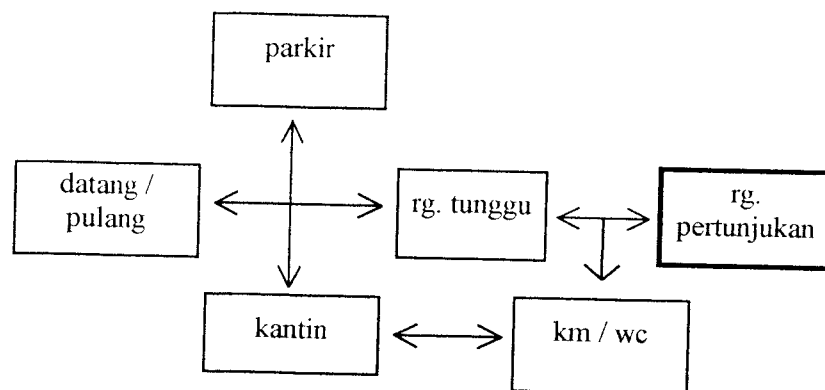 parkir
datang /
pulang
rg. tunggu
rg.
pertunjukan
kantin
km / wc